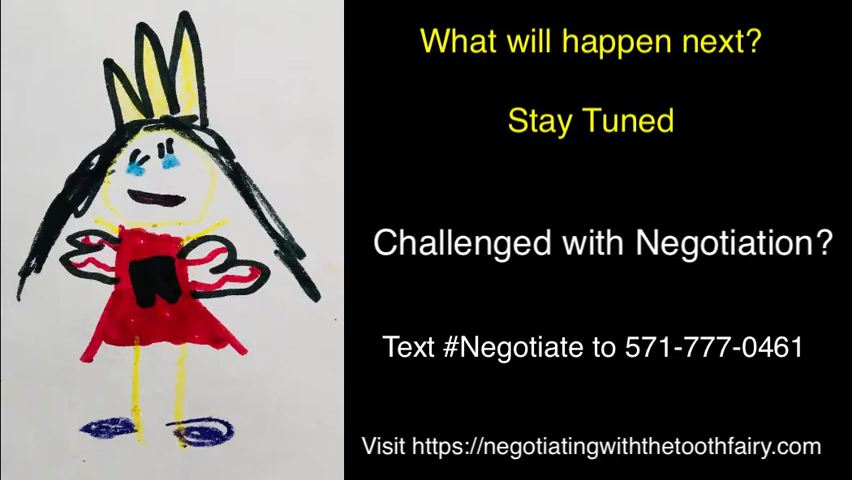 What will happen next?
Stay Tuned
Challenged with Negotiation?
Text #Negotiate to 571-777-0461
Visit https://negotiatingwiththetoothfairy.com